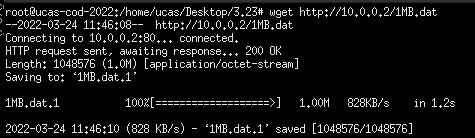 root@ucas-cod-2022:/home/ucas/Desktop/3.23# wget http://10.0.0.2/1MB.dat
--2022-03-24 11:46:08--  http://10.0.0.2/1MB.dat
Connecting to 10.0.0.2:80... connected.
HTTP request sent, awaiting response... 200 OK
Length: 1048576 (1.0M) [application/octet-stream]
Saving to: ‘1MB.dat.1’
1MB.dat.1          100%[===================>]   1.00M   828KB/s    in 1.2s
2022-03-24 11:46:10 (828 KB/s) - ‘1MB.dat.1’ saved [1048576/1048576]